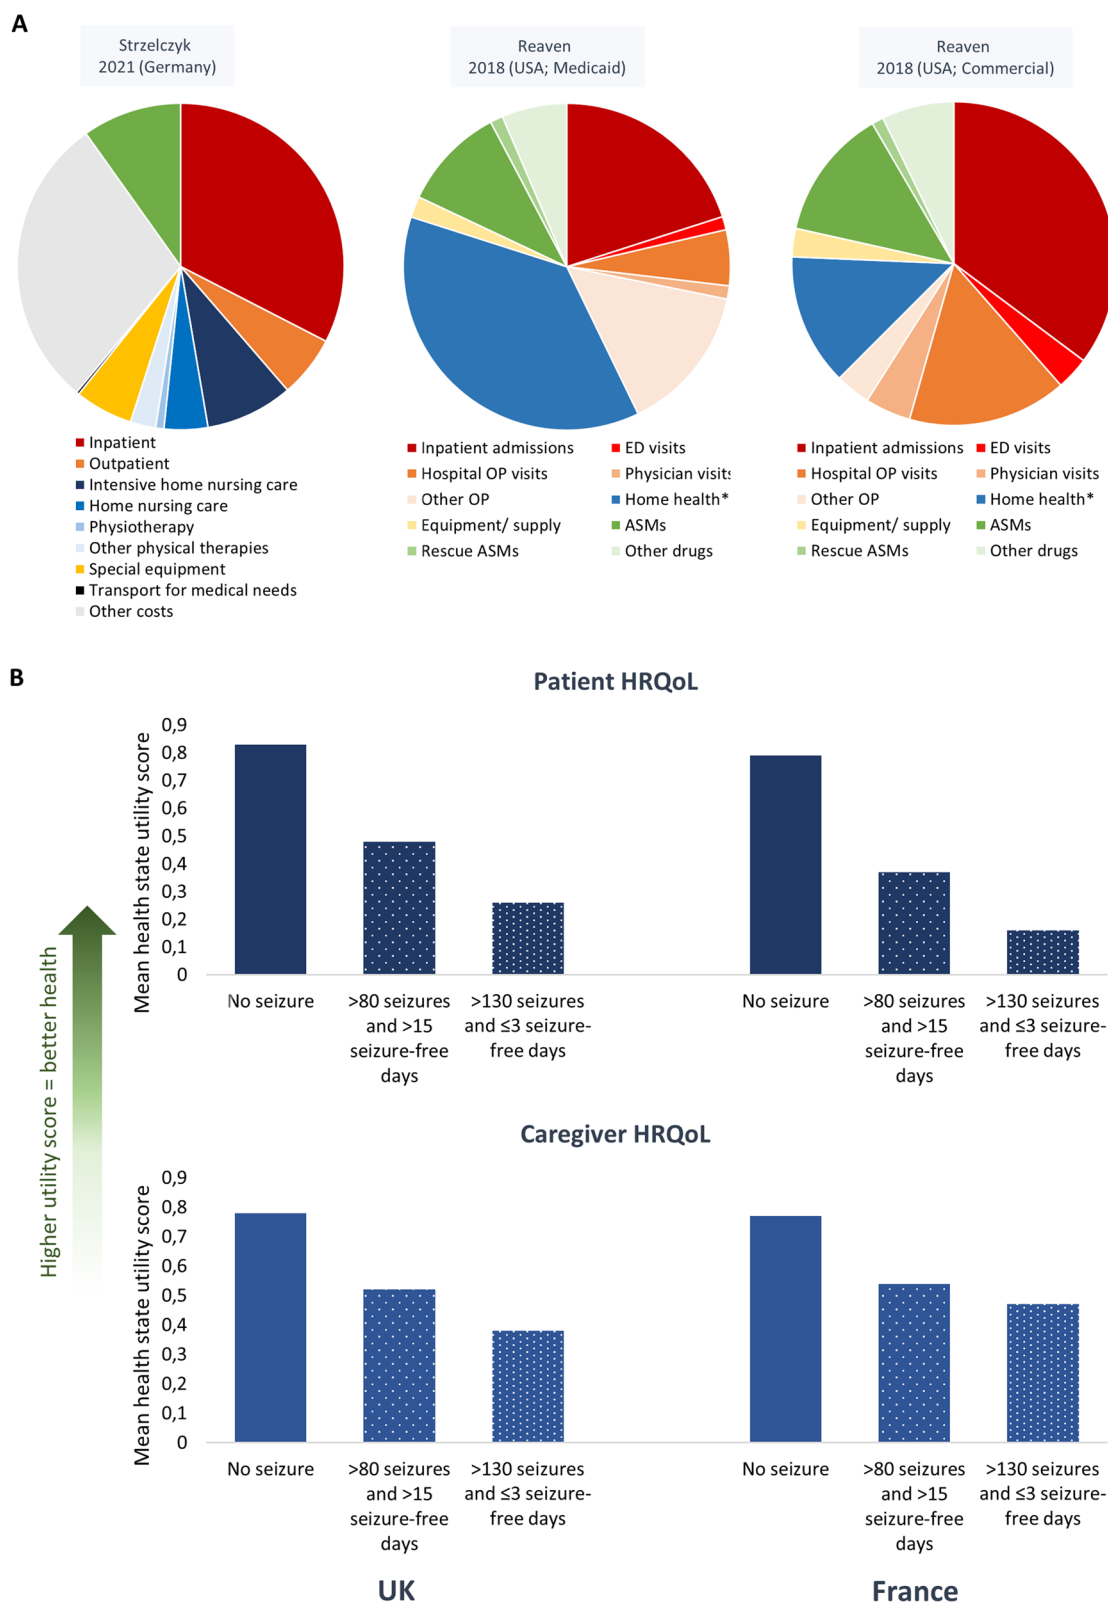 A
Strzelczyk
2021 (Germany)
Reaven
2018 (USA; Medicaid)
Reaven
2018 (USA; Commercial)
Inpatient
Outpatient
Intensive home nursing care
Home nursing care
Physiotherapy
Other physical therapies
Special equipment
Transport for medical needs
Other costs
Inpatient admissions
ED visits
Hospital OP visits
Physician visits
Other OP
Home health*
Equipment/ supply
ASMs
Rescue ASMs
Other drugs
Inpatient admissions
ED visits
Hospital OP visits
Physician visits
Other OP
Home health*
Equipment/ supply
ASMs
Rescue ASMs
Other drugs
B
Higher utility score = better health
Patient HRQoL
Mean health state utility score
0,9
0,8
0,7
0,6
0,5
0,4
0,3
0,2
0,1
0
No seizure
>80 seizures
and >15
seizure-free
days
>130 seizures
and ≤3 seizure-
free days
No seizure
>80 seizures
and >15
seizure-free
days
>130 seizures
and ≤3 seizure-
free days
Caregiver HRQoL
Mean health state utility score
0,9
0,8
0,7
0,6
0,5
0,4
0,3
0,2
0,1
0
No seizure
>80 seizures
and >15
seizure-free
days
>130 seizures
and ≤3 seizure-
free days
No seizure
>80 seizures
and >15
seizure-free
days
>130 seizures
and ≤3 seizure-
free days
UK
France